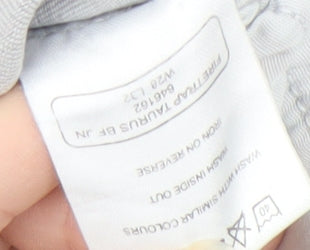 FIRETRAP TAURUS BF JN
646162
W28 L32
IRON ON REVERSE
WASH INSIDE OUT
WASH WITH SIMILAR COLOURS
40